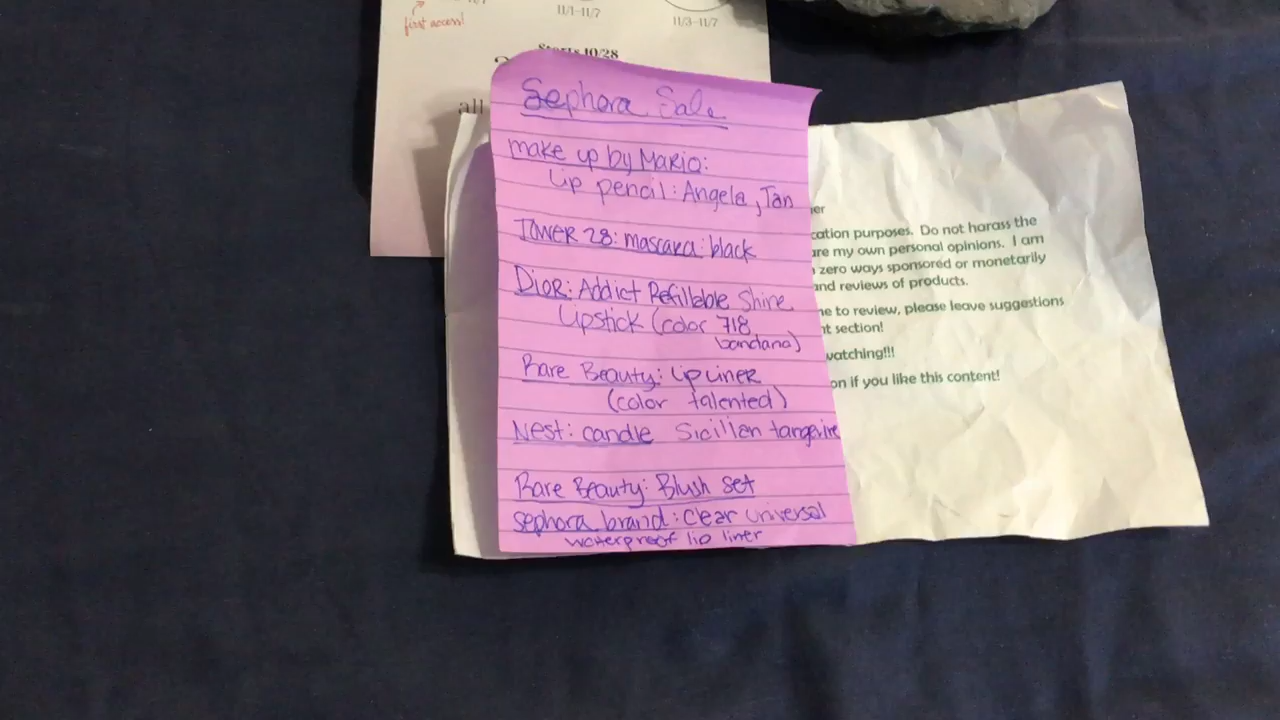 first access!
11/1–11/7
11/3–11/7
Starts 10/28
all
Sephora Sale
make up by Mario:
Lip pencil: Angela, Tan
Tower 28: mascara: black
Dior: Addict Refillable Shine
Lipstick (color 718
bandana)
Rare Beauty: Lip Liner
(color talented)
Nest: candle Sicilian tangerine
Rare Beauty: Blush set
sephora brand: clear universal
waterproof lip liner
er
cation purposes. Do not harass the
are my own personal opinions. I am
zero ways sponsored or monetarily
and reviews of products.
e to review, please leave suggestions
nt section!
watching!!!
on if you like this content!